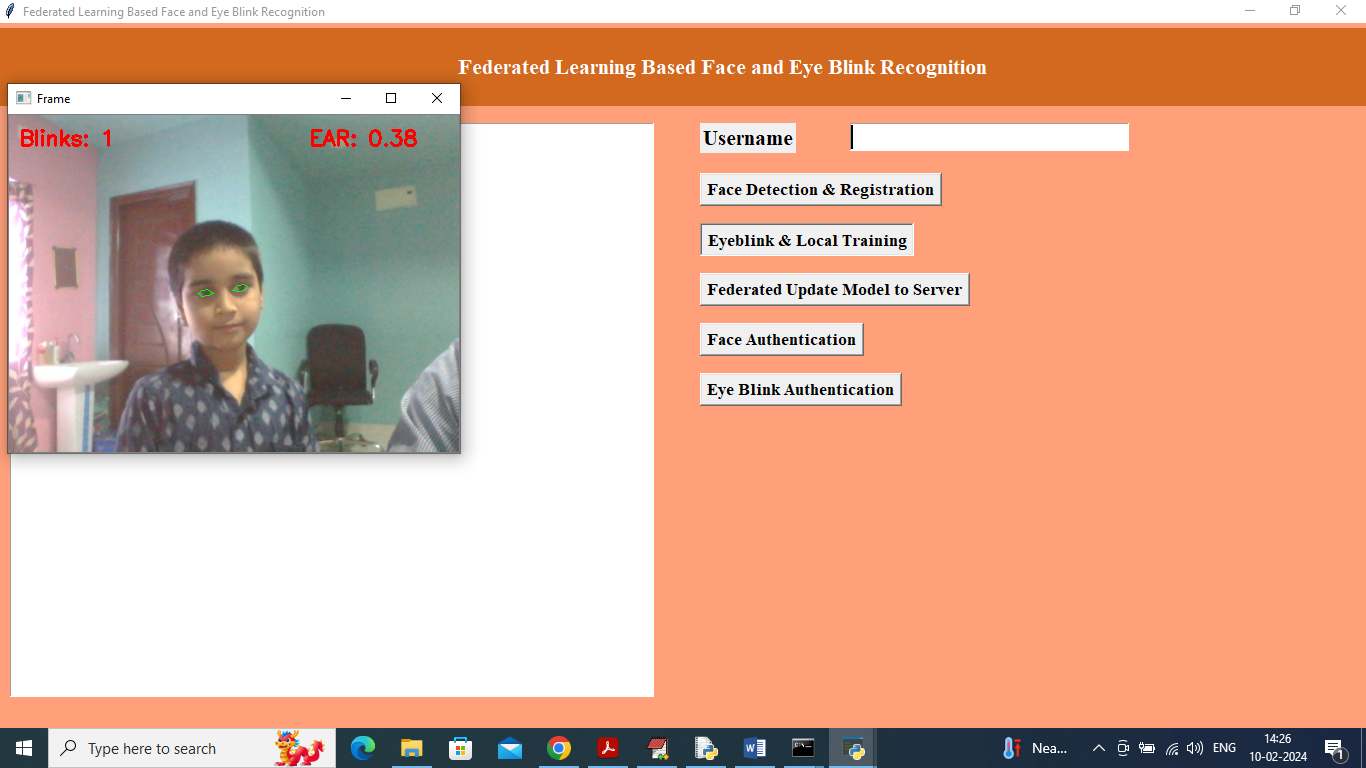 Federated Learning Based Face and Eye Blink Recognition
Federated Learning Based Face and Eye Blink Recognition
Frame
Blinks: 1
EAR: 0.38
Username
Face Detection & Registration
Eyeblink & Local Training
Federated Update Model to Server
Face Authentication
Eye Blink Authentication
Type here to search
Nea...
ENG
14:26
10-02-2024
1